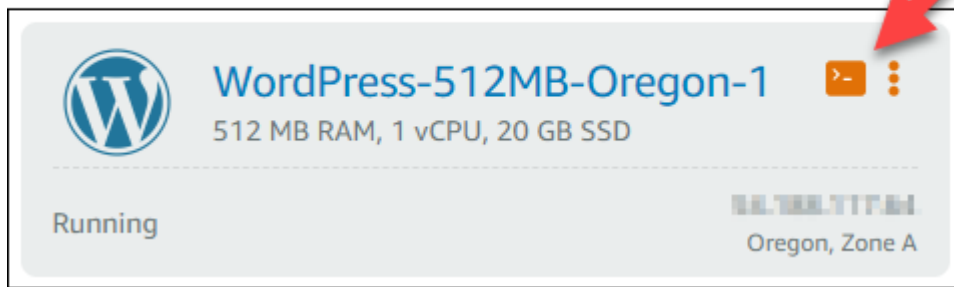 WordPress-512MB-Oregon-1
512 MB RAM, 1 vCPU, 20 GB SSD
Running
Oregon, Zone A